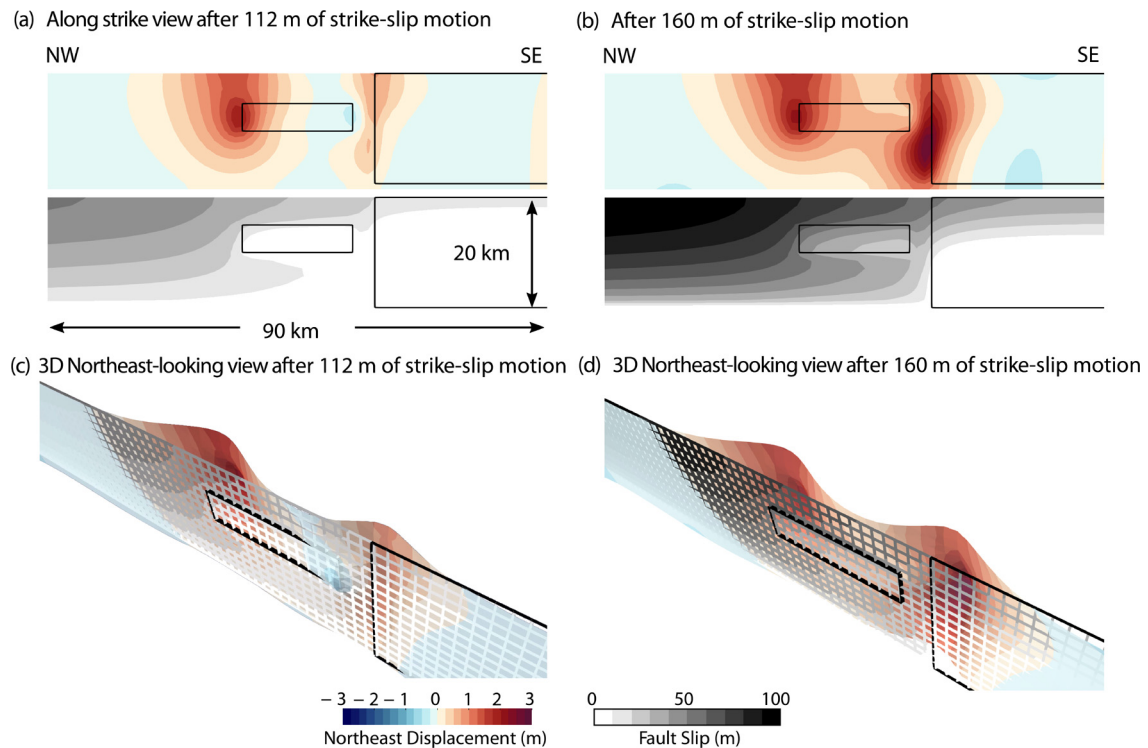 (a) Along strike view after 112 m of strike-slip motion
(b) After 160 m of strike-slip motion
NW SE
NW SE
20 km
90 km
(c) 3D Northeast-looking view after 112 m of strike-slip motion
(d) 3D Northeast-looking view after 160 m of strike-slip motion
− 3 − 2 − 1 0 1 2 3
Northeast Displacement (m)
0 50 100
Fault Slip (m)